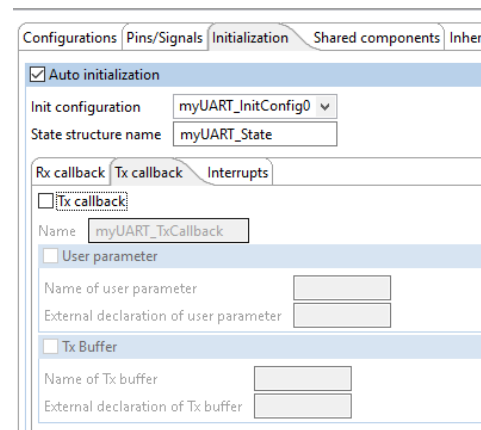 Configurations Pins/Signals Initialization Shared components Inher
Auto initialization
Init configuration myUART_InitConfig0
State structure name myUART_State
Rx callback Tx callback Interrupts
Tx callback
Name myUART_TxCallback
User parameter
Name of user parameter
External declaration of user parameter
Tx Buffer
Name of Tx buffer
External declaration of Tx buffer